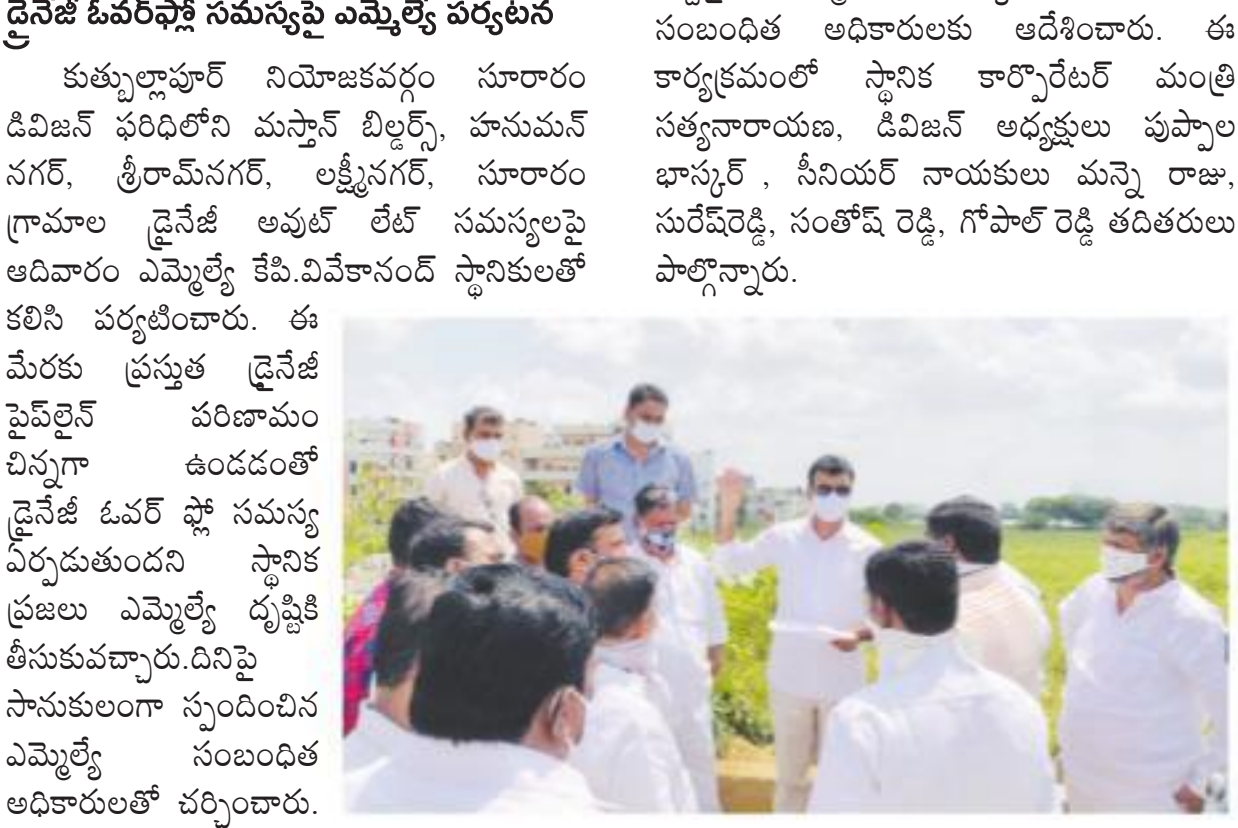 డ్రైనేజీ ఓవర్‌ఫ్లో సమస్యపై ఎమ్మెల్యే పర్యటన
కుత్బుల్లాపూర్ నియోజకవర్గం సూరారం
డివిజన్ ఫరిధిలోని మస్తాన్ బిల్డర్స్, హనుమన్
నగర్, శ్రీరామ్‌నగర్, లక్ష్మీనగర్, సూరారం
గ్రామాల డ్రైనేజీ అవుట్ లేట్ సమస్యలపై
ఆదివారం ఎమ్మెల్యే కేపి.వివేకానంద్ స్థానికులతో
కలిసి పర్యటించారు. ఈ
మేరకు ప్రస్తుత డ్రైనేజీ
పైప్‌లైన్ పరిణామం
చిన్నగా ఉండడంతో
డ్రైనేజీ ఓవర్ ఫ్లో సమస్య
ఏర్పడుతుందని స్థానిక
ప్రజలు ఎమ్మెల్యే దృష్టికి
తీసుకువచ్చారు.దినిపై
సానుకులంగా స్పందించిన
ఎమ్మెల్యే సంబంధిత
అధికారులతో చర్చించారు.
సంబంధిత అధికారులకు ఆదేశించారు. ఈ
కార్యక్రమంలో స్థానిక కార్పొరేటర్ మంత్రి
సత్యనారాయణ, డివిజన్ అధ్యక్షులు పుప్పాల
భాస్కర్ , సీనియర్ నాయకులు మన్నె రాజు,
సురేష్‌రెడ్డి, సంతోష్ రెడ్డి, గోపాల్ రెడ్డి తదితరులు
పాల్గొన్నారు.